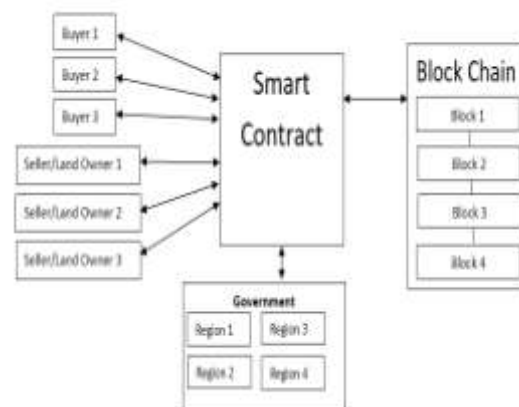 Buyer 1
Buyer 2
Buyer 3
Seller/Land Owner 1
Seller/Land Owner 2
Seller/Land Owner 3
Smart
Contract
Block Chain
Block 1
Block 2
Block 3
Block 4
Government
Region 1
Region 3
Region 2
Region 4